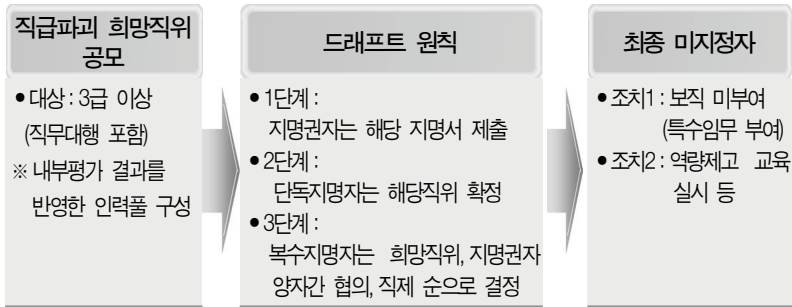 직급파괴 희망직위
공모
● 대상 : 3급 이상
(직무대행 포함)
※ 내부평가 결과를
반영한 인력풀 구성
드래프트 원칙
● 1단계 :
지명권자는 해당 지명서 제출
● 2단계 :
단독지명자는 해당직위 확정
● 3단계 :
복수지명자는 희망직위, 지명권자
양자간 협의, 직제 순으로 결정
최종 미지정자
● 조치1 : 보직 미부여
(특수임무 부여)
● 조치2 : 역량제고 교육
실시 등